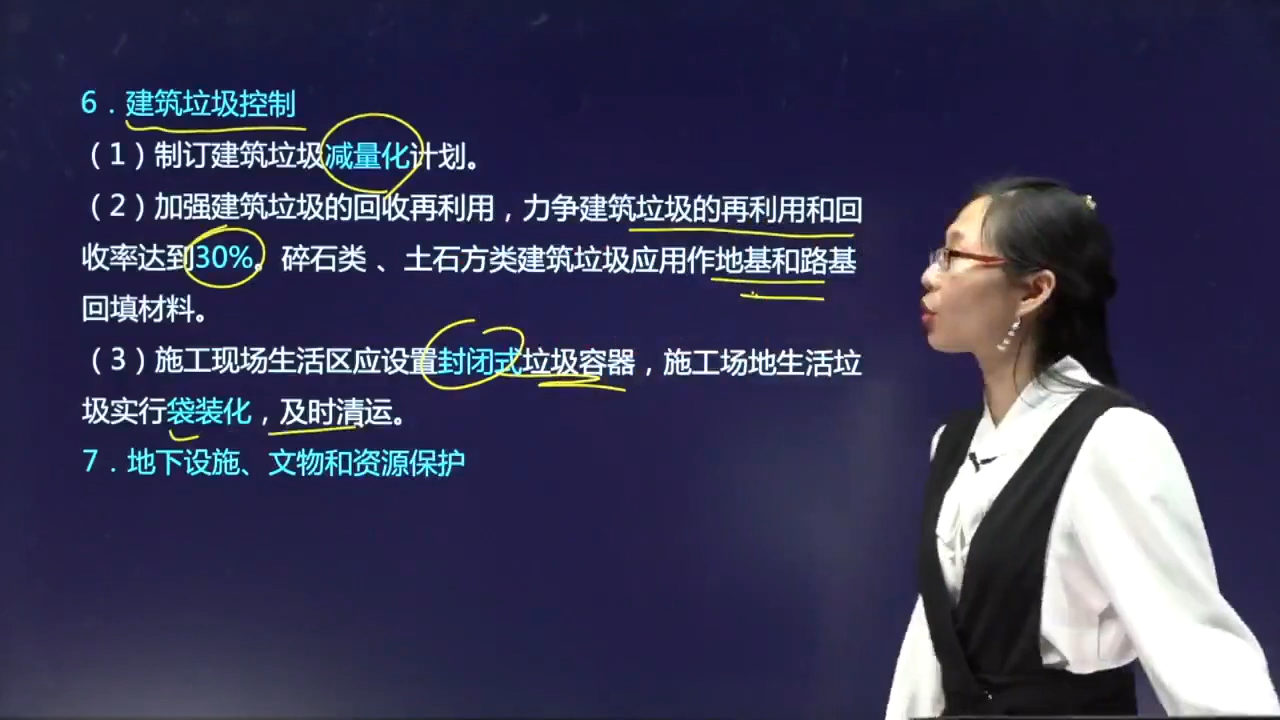 6．建筑垃圾控制
（1）制订建筑垃圾减量化计划。
（2）加强建筑垃圾的回收再利用，力争建筑垃圾的再利用和回
收率达到30%。碎石类 、土石方类建筑垃圾应用作地基和路基
回填材料。
（3）施工现场生活区应设置封闭式垃圾容器，施工场地生活垃
圾实行袋装化，及时清运。
7．地下设施、文物和资源保护